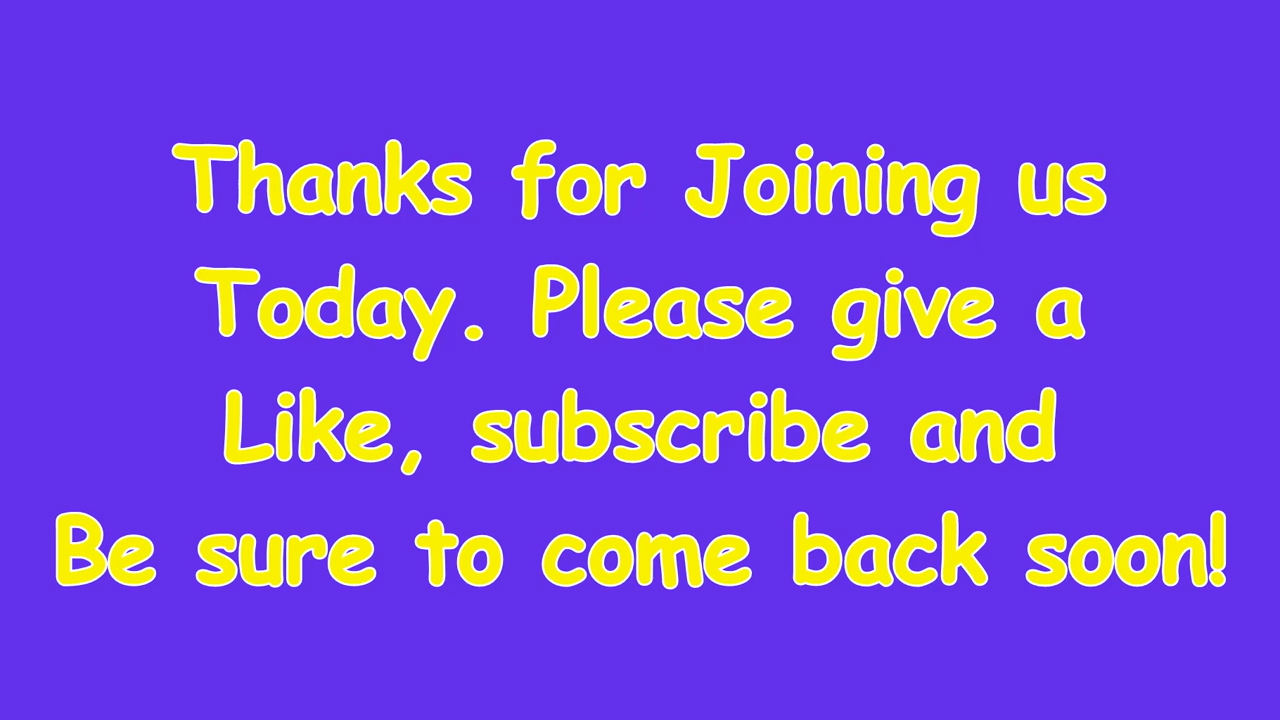 Thanks for Joining us
Today. Please give a
Like, subscribe and
Be sure to come back soon!